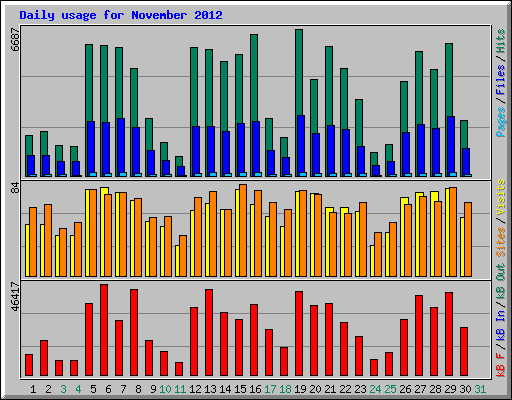 Daily usage for November 2012
6687
84
46417
Pages / Files / Hits
Sites / Visits
kB F / kB In / kB Out
1 2 3 4 5 6 7 8 9 10 11 12 13 14 15 16 17 18 19 20 21 22 23 24 25 26 27 28 29 30 31